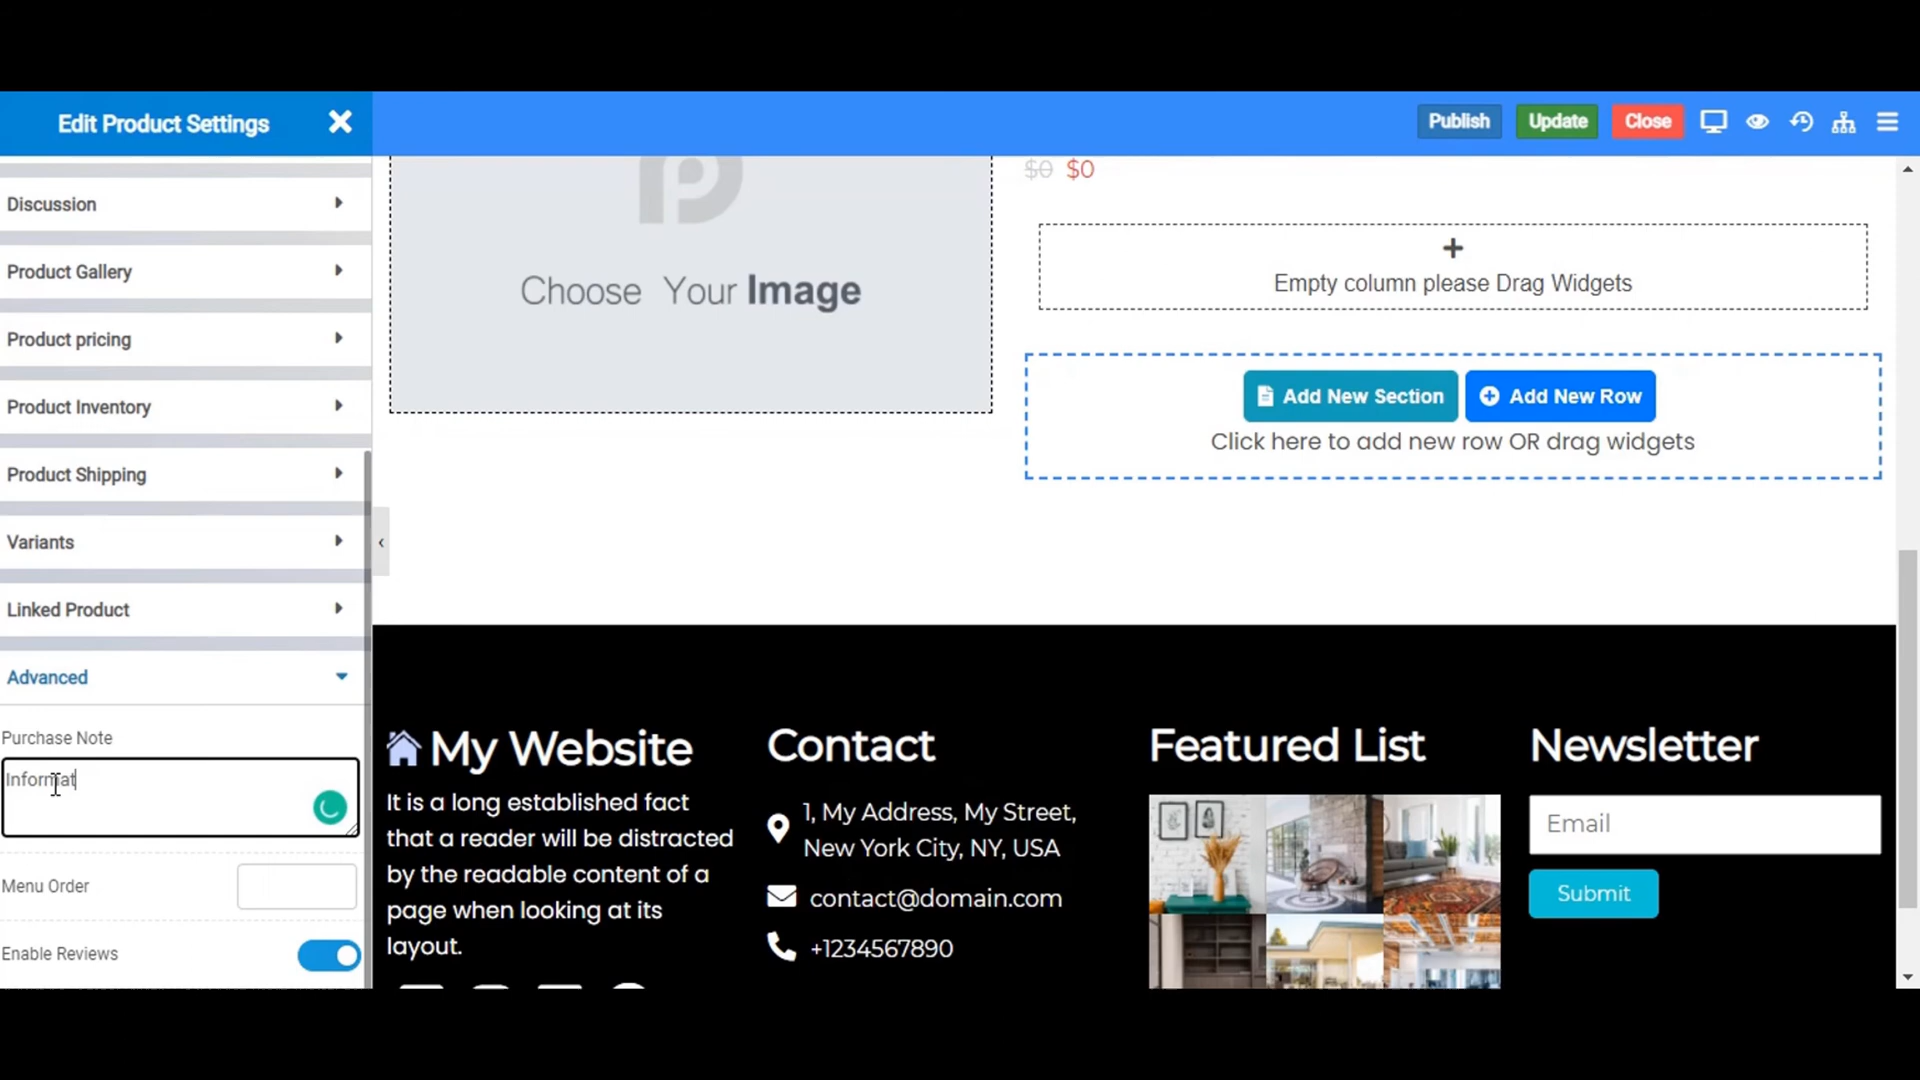 Edit Product Settings
Publish
Update
Close
Discussion
Product Gallery
Product pricing
Product Inventory
Product Shipping
Variants
Linked Product
Advanced
Purchase Note
Informat
Menu Order
Enable Reviews
Choose Your Image
$0 $0
Empty column please Drag Widgets
Add New Section
Add New Row
Click here to add new row OR drag widgets
My Website
It is a long established fact
that a reader will be distracted
by the readable content of a
page when looking at its
layout.
Contact
1, My Address, My Street,
New York City, NY, USA
contact@domain.com
+1234567890
Featured List
Newsletter
Email
Submit